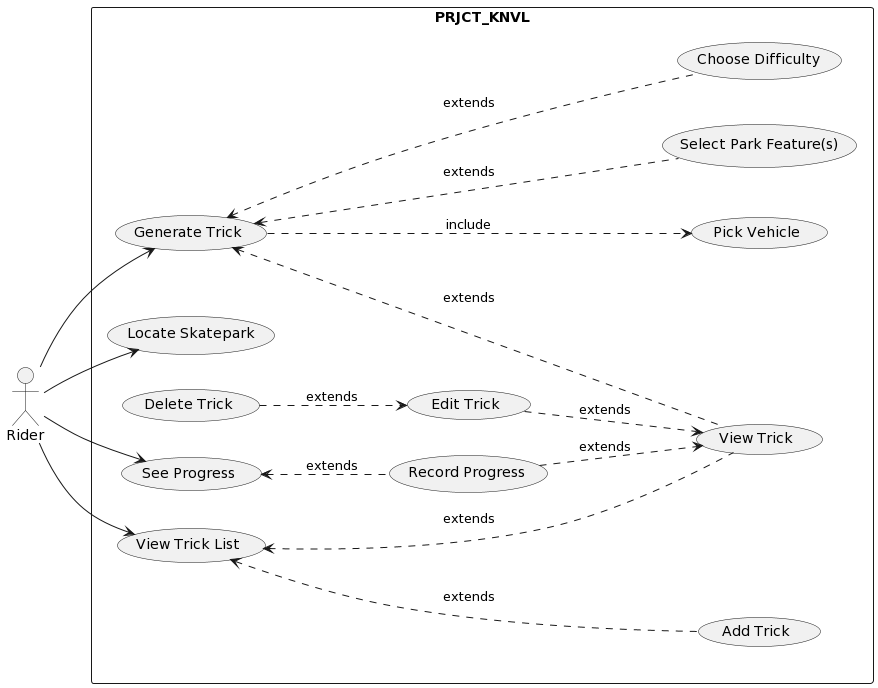 PRJCT_KNVL
Choose Difficulty
extends
Select Park Feature(s)
extends
Generate Trick
include
Pick Vehicle
extends
Locate Skatepark
Delete Trick
extends
Edit Trick
extends
View Trick
Rider
See Progress
extends
Record Progress
extends
extends
View Trick List
extends
Add Trick